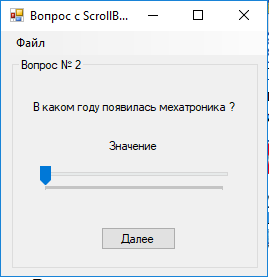 Вопрос с ScrollB...
Файл
Вопрос № 2
В каком году появилась мехатроника ?
Значение
Далее